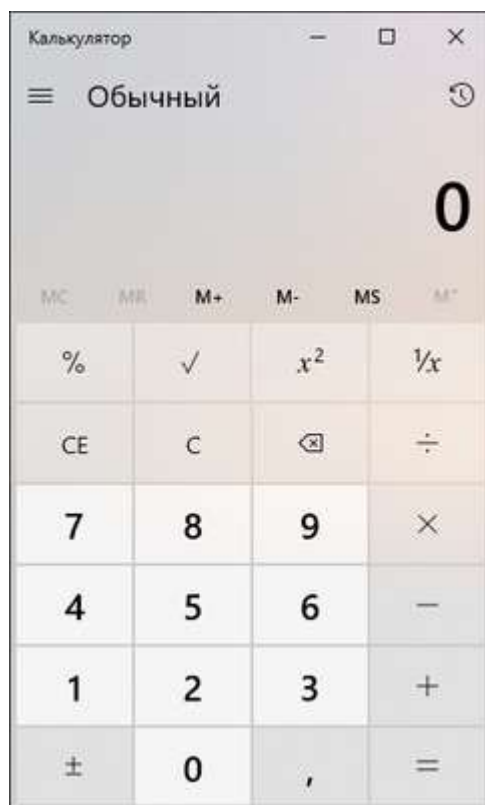 Калькулятор
Обычный
0
MC MR M+ M- MS M˅
% √ x² ¹/x
CE C ÷
7 8 9 ×
4 5 6 −
1 2 3 +
± 0 , =